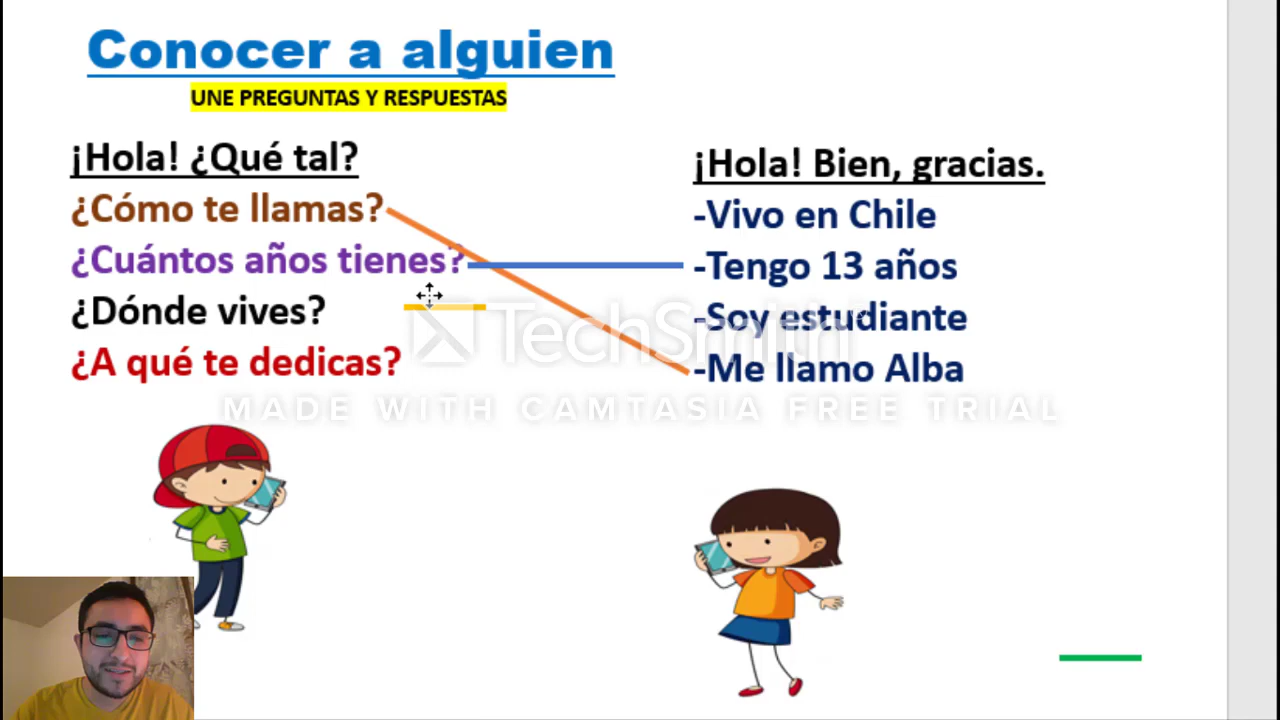 Conocer a alguien
UNE PREGUNTAS Y RESPUESTAS
¡Hola! ¿Qué tal?
¿Cómo te llamas?
¿Cuántos años tienes?
¿Dónde vives?
¿A qué te dedicas?
¡Hola! Bien, gracias.
-Vivo en Chile
-Tengo 13 años
-Soy estudiante
-Me llamo Alba
TechSmith®
MADE WITH CAMTASIA FREE TRIAL